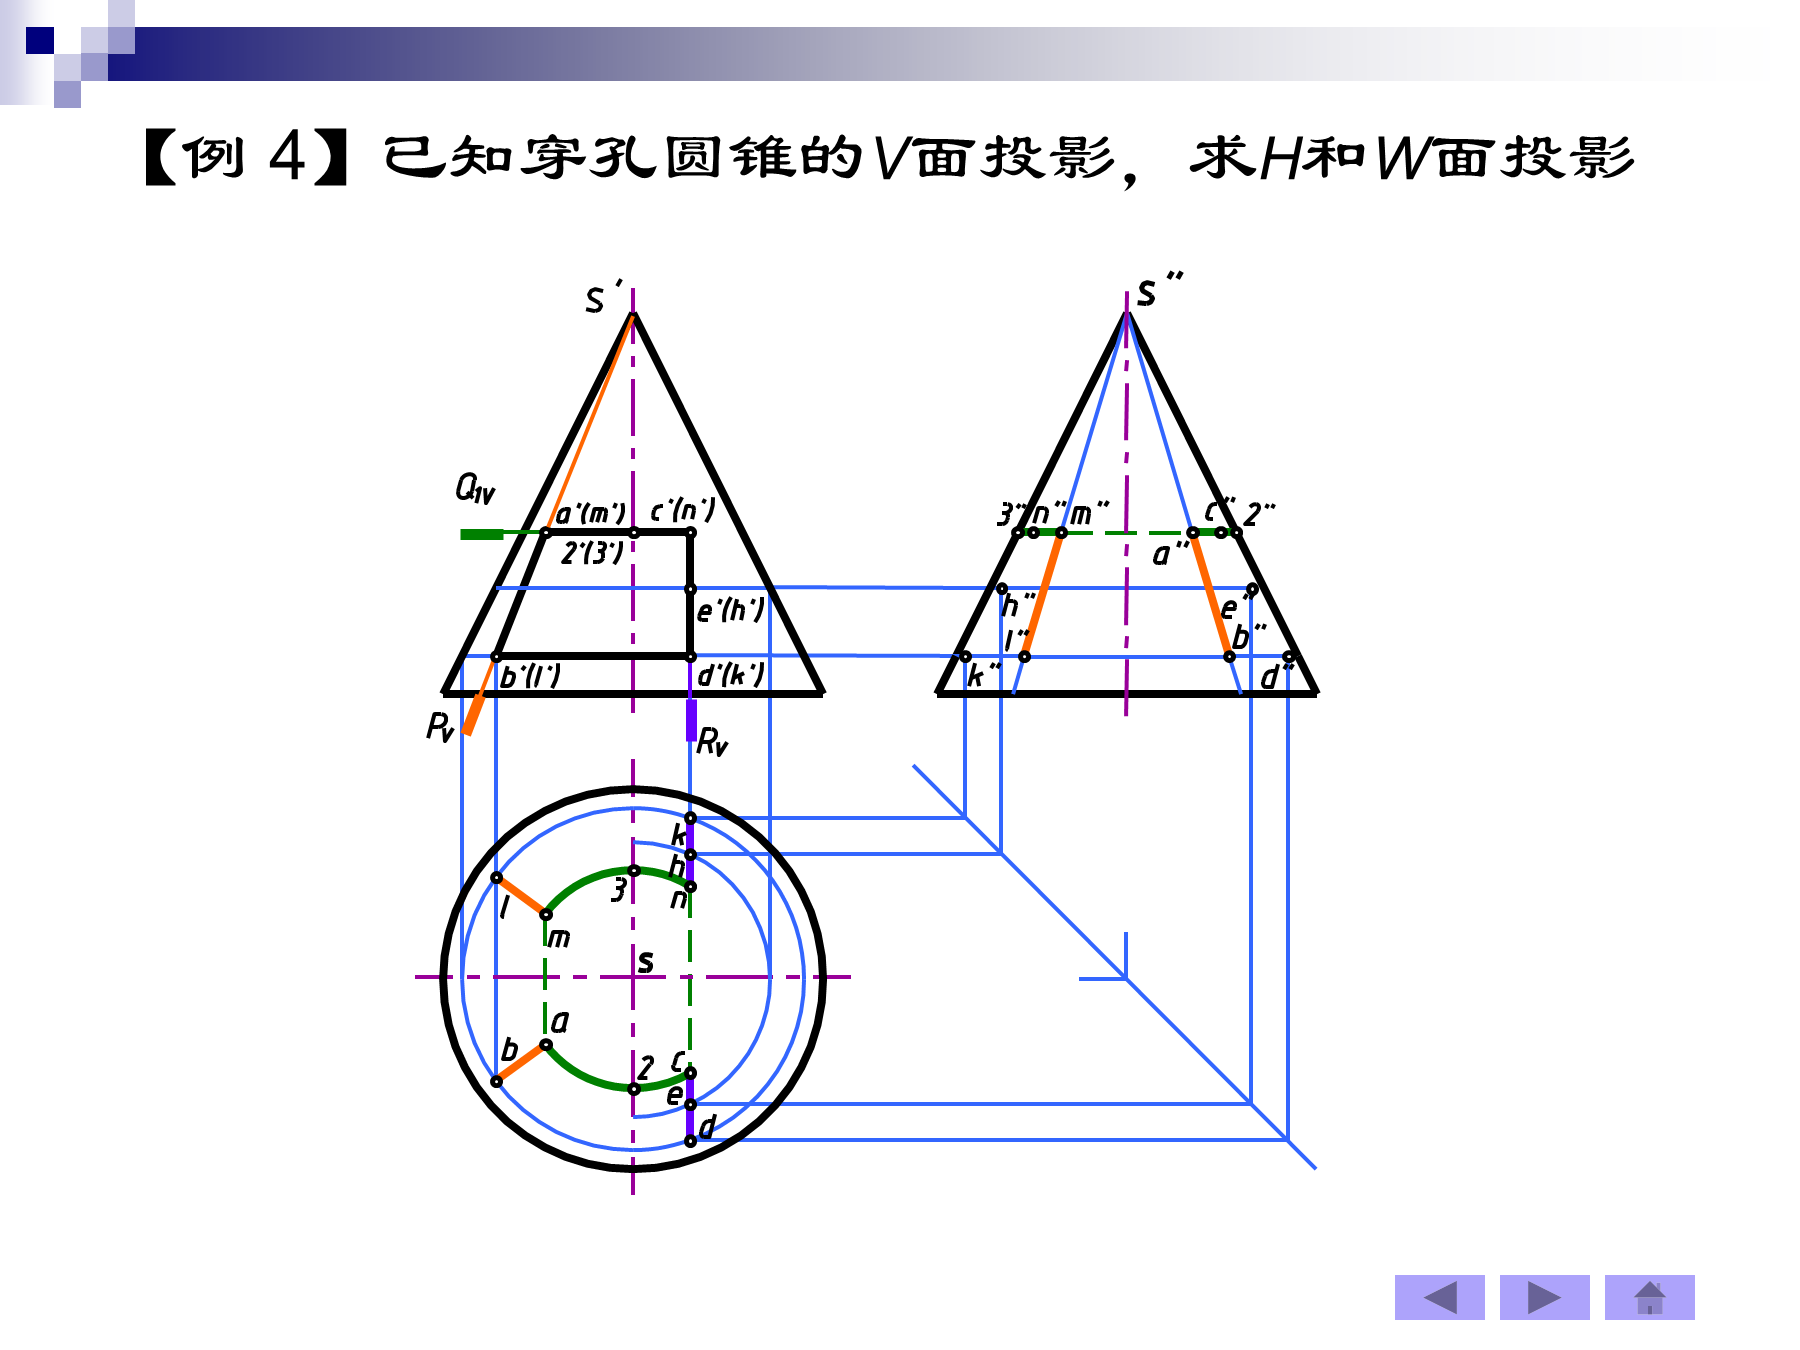 【例 4】已知穿孔圆锥的V面投影，求H和W面投影
s′ s″
Q1V a′(m′) c′(n′) 3″ n″ m″ c″ 2″
2′(3′) a″
e′(h′) h″ e″
l″ b″
b′(l′) d′(k′) k″ d″
PV RV
k
h
3 n
l
m
s
a
b 2 c
e
d